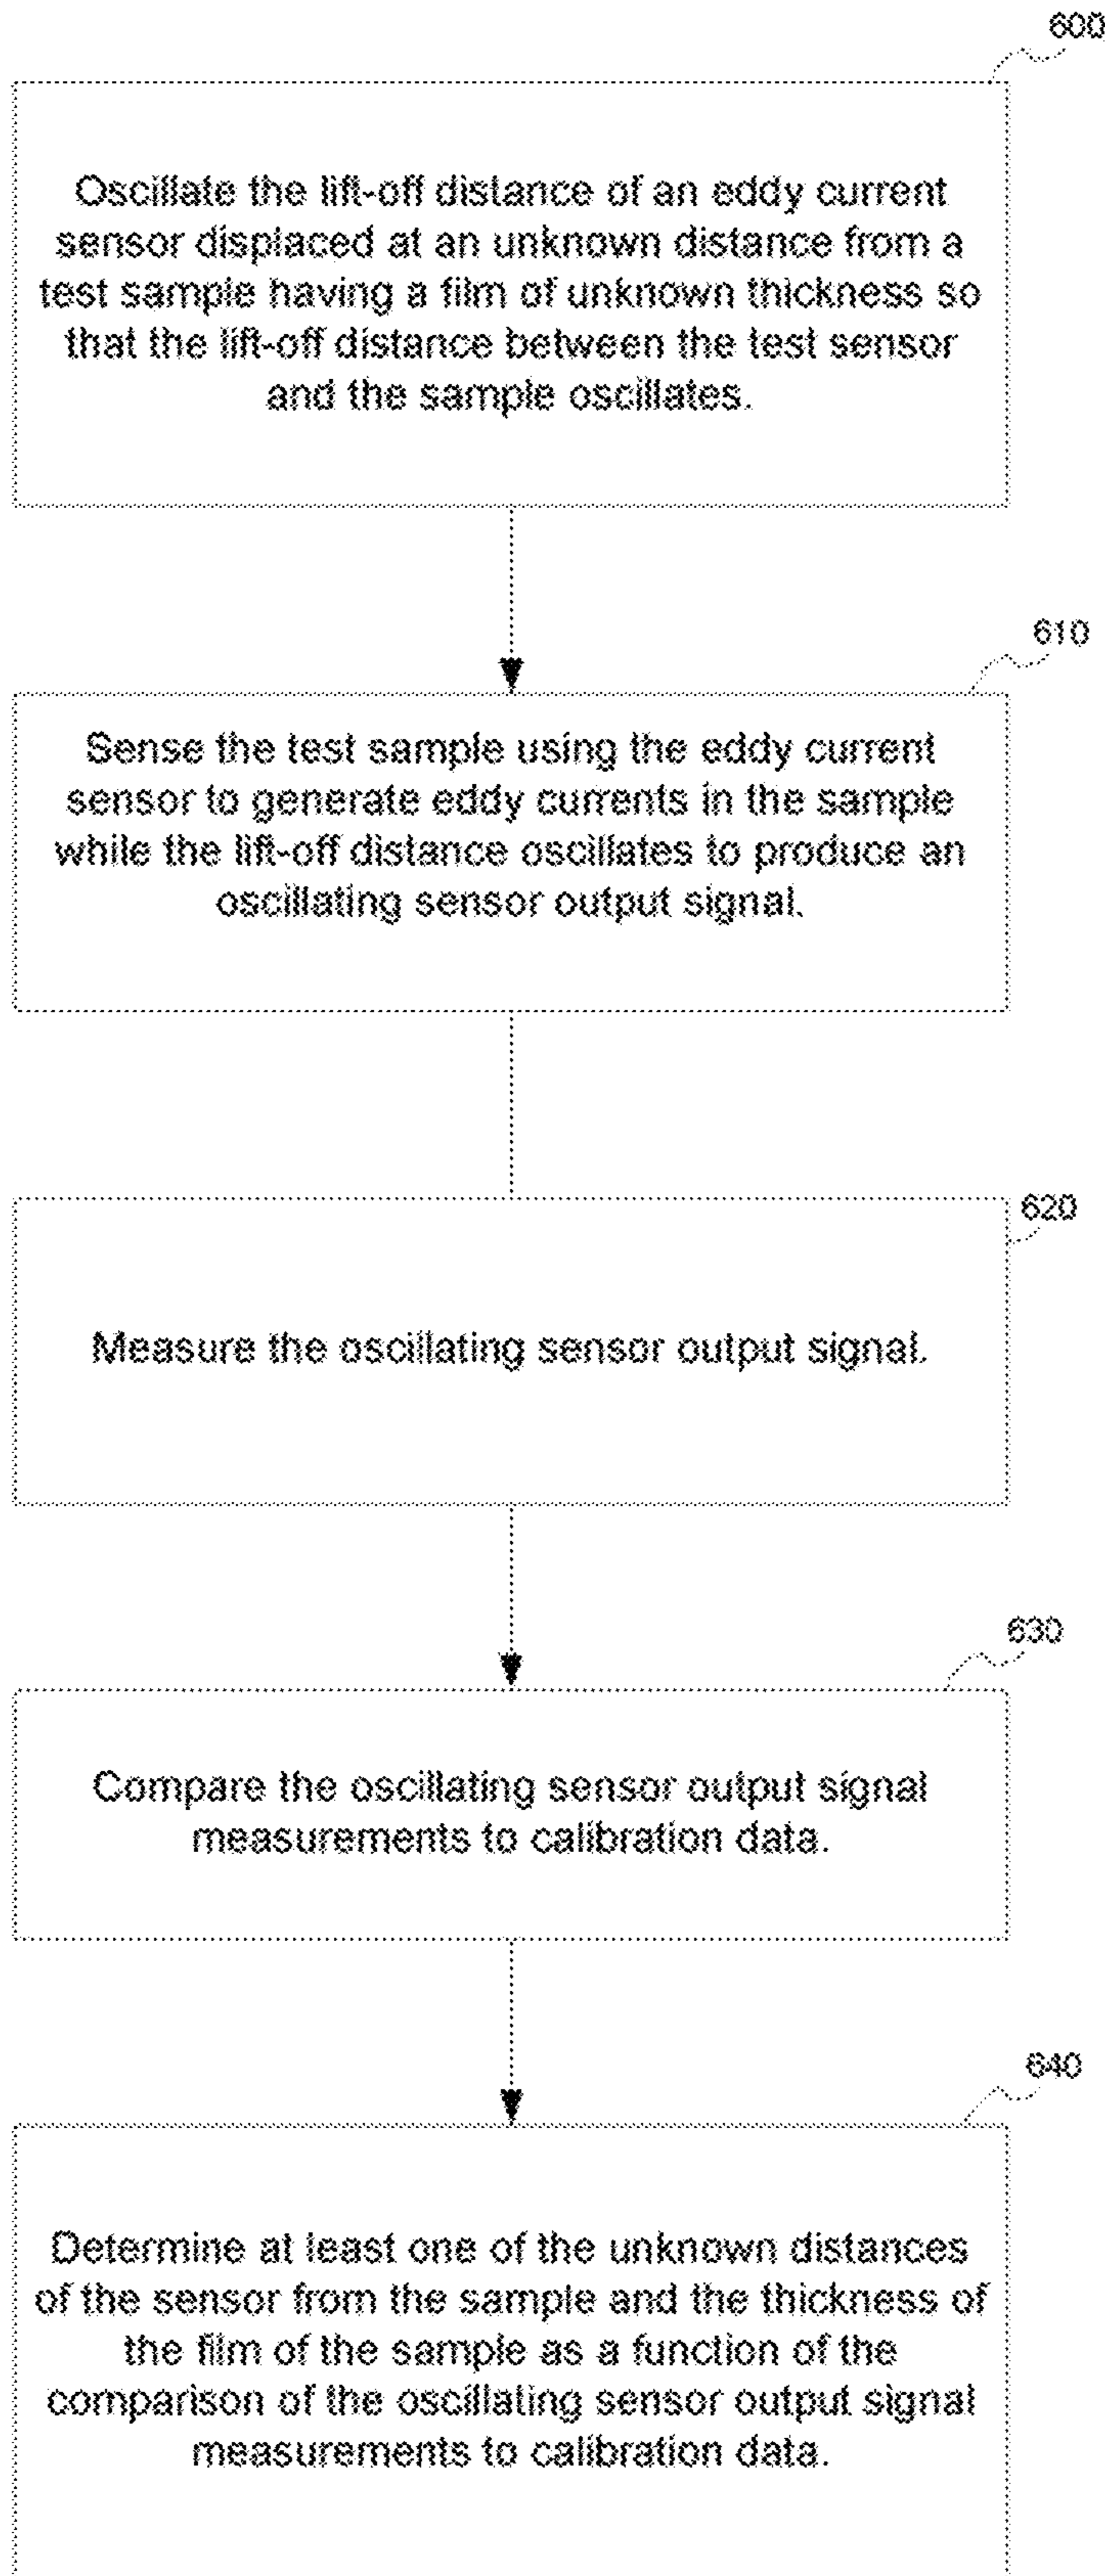 600
Oscillate the lift-off distance of an eddy current
sensor displaced at an unknown distance from a
test sample having a film of unknown thickness so
that the lift-off distance between the test sensor
and the sample oscillates.
610
Sense the test sample using the eddy current
sensor to generate eddy currents in the sample
while the lift-off distance oscillates to produce an
oscillating sensor output signal.
620
Measure the oscillating sensor output signal.
630
Compare the oscillating sensor output signal
measurements to calibration data.
640
Determine at least one of the unknown distances
of the sensor from the sample and the thickness of
the film of the sample as a function of the
comparison of the oscillating sensor output signal
measurements to calibration data.